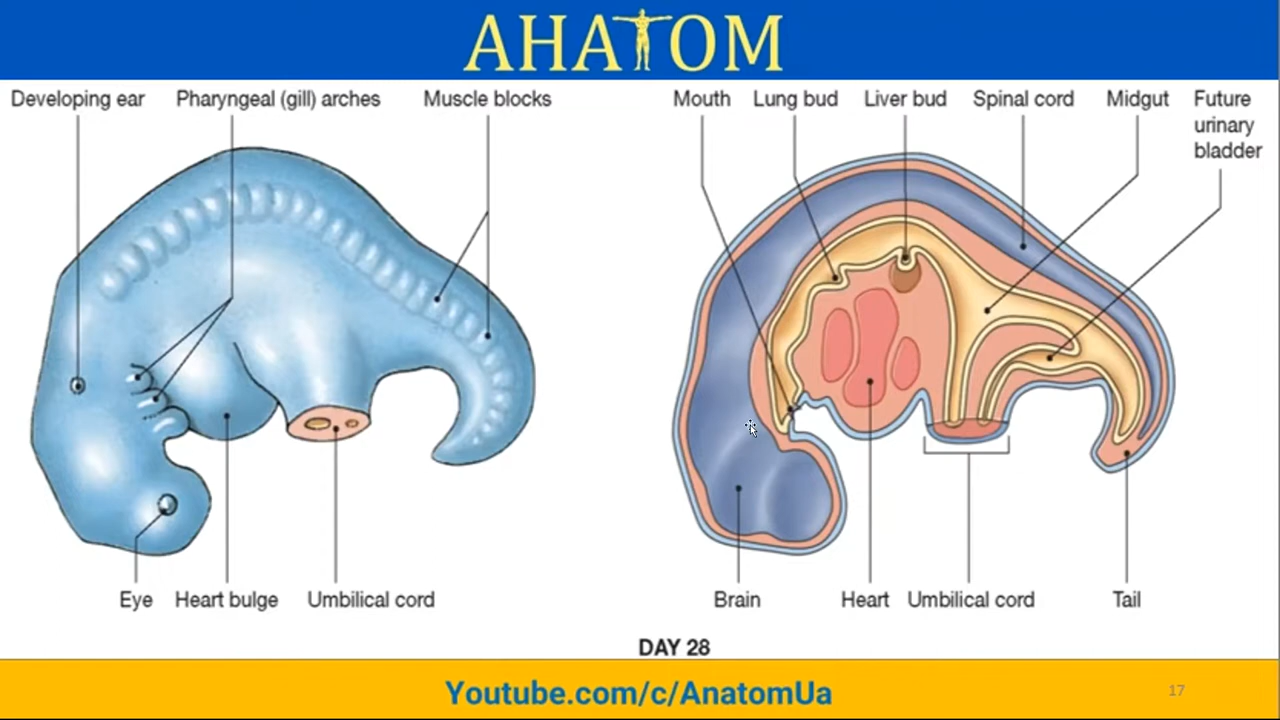 AHATOM
Developing ear
Pharyngeal (gill) arches
Muscle blocks
Mouth
Lung bud
Liver bud
Spinal cord
Midgut
Future
urinary
bladder
Eye
Heart bulge
Umbilical cord
Brain
Heart
Umbilical cord
Tail
DAY 28
Youtube.com/c/AnatomUa
17